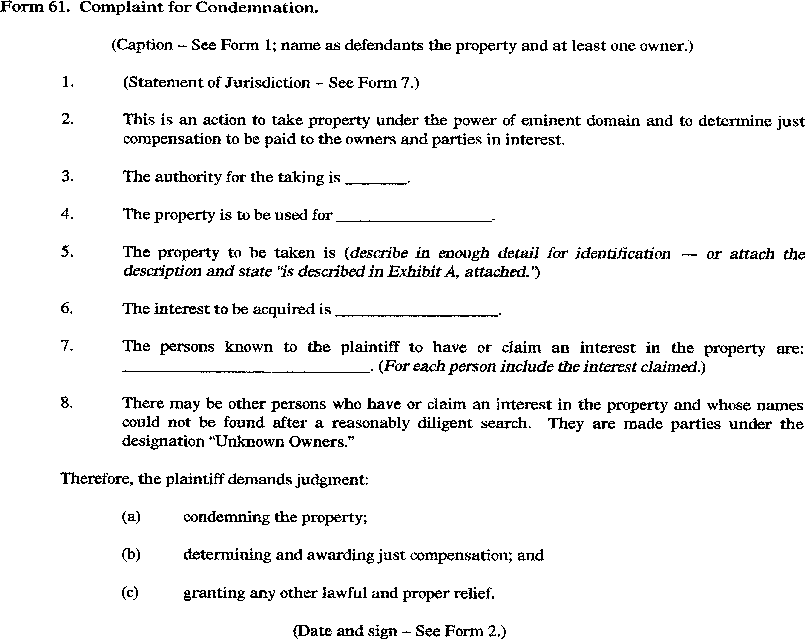 Form 61. Complaint for Condemnation.
(Caption – See Form 1; name as defendants the property and at least one owner.)
1. (Statement of Jurisdiction – See Form 7.)
2. This is an action to take property under the power of eminent domain and to determine just
compensation to be paid to the owners and parties in interest.
3. The authority for the taking is _______.
4. The property is to be used for __________________.
5. The property to be taken is (describe in enough detail for identification — or attach the
description and state "is described in Exhibit A, attached.")
6. The interest to be acquired is ___________________.
7. The persons known to the plaintiff to have or claim an interest in the property are:
____________________________. (For each person include the interest claimed.)
8. There may be other persons who have or claim an interest in the property and whose names
could not be found after a reasonably diligent search. They are made parties under the
designation “Unknown Owners.”
Therefore, the plaintiff demands judgment:
(a) condemning the property;
(b) determining and awarding just compensation; and
(c) granting any other lawful and proper relief.
(Date and sign – See Form 2.)